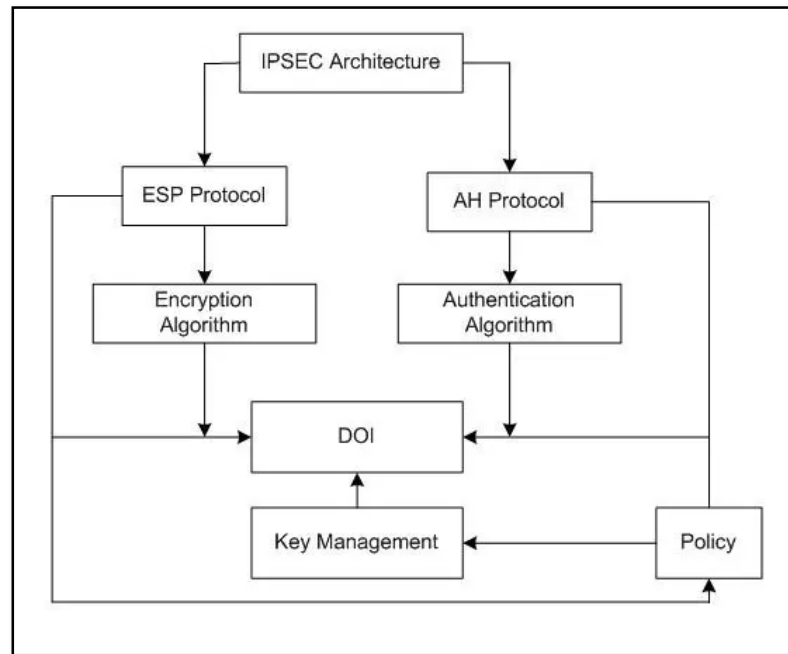 IPSEC Architecture
ESP Protocol
AH Protocol
Encryption
Algorithm
Authentication
Algorithm
DOI
Key Management
Policy